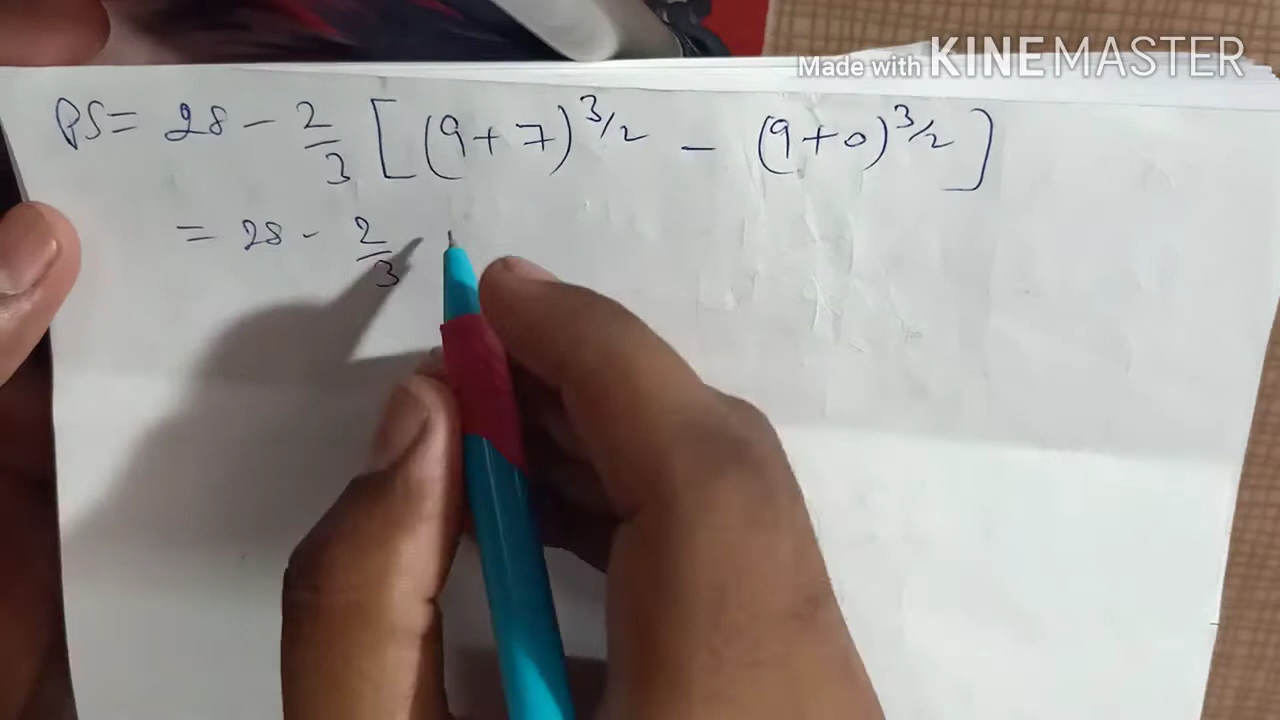 Made with KINEMASTER
PS = 28 - 2/3 [(9+7)^3/2 - (9+0)^3/2]
= 28 - 2/3